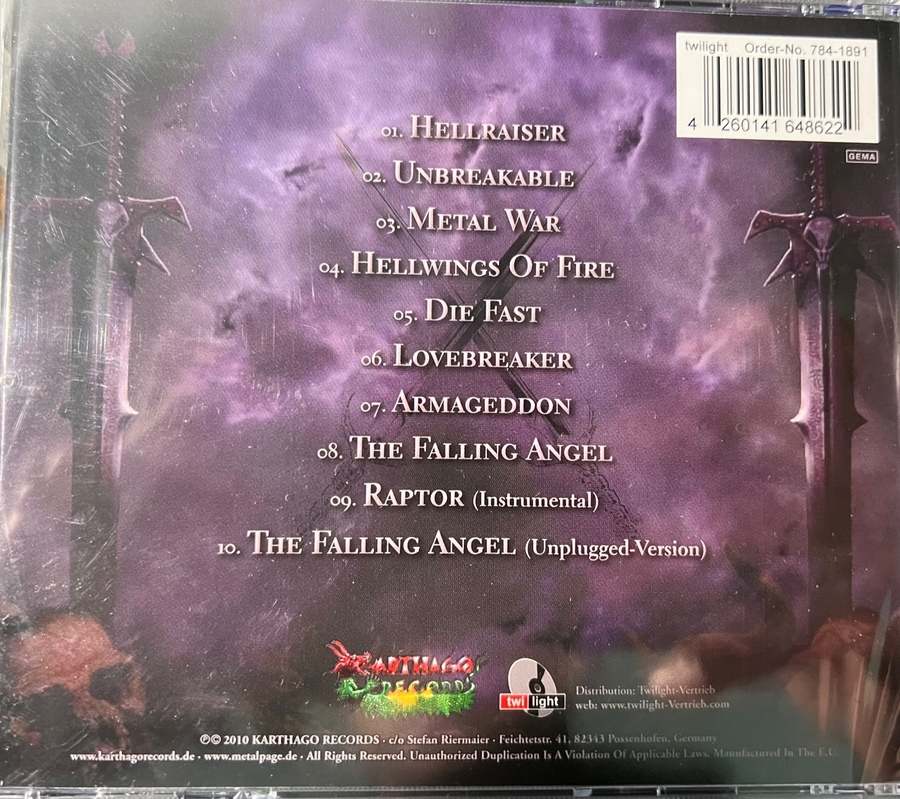 twilight Order-No. 784-1891
4 260141 648622
GEMA
01. HELLRAISER
02. UNBREAKABLE
03. METAL WAR
04. HELLWINGS OF FIRE
05. DIE FAST
06. LOVEBREAKER
07. ARMAGEDDON
08. THE FALLING ANGEL
09. RAPTOR (Instrumental)
10. THE FALLING ANGEL (Unplugged-Version)
KARTHAGO
RECORDS
twilight
Distribution: Twilight-Vertrieb
web: www.twilight-Vertrieb.com
℗© 2010 KARTHAGO RECORDS · c/o Stefan Riermaier · Feichtetstr. 41, 82343 Possenhofen, Germany
www.karthagorecords.de · www.metalpage.de · All Rights Reserved. Unauthorized Duplication Is A Violation Of Applicable Laws. Manufactured In The E.C.